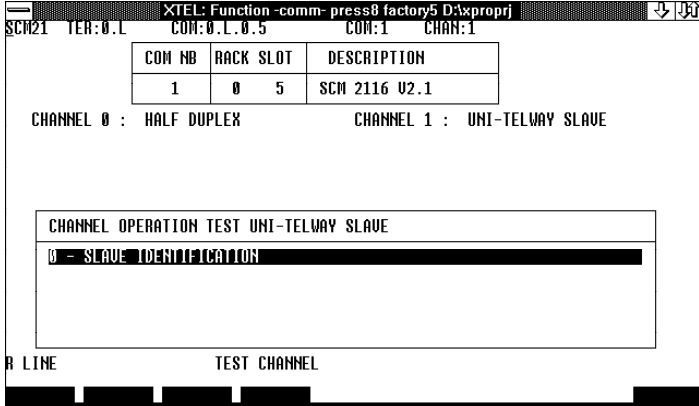 XTEL: Function -comm- press8 factory5 D:\xproprj
SCM21 TER:0.L COM:0.L.0.5 COM:1 CHAN:1
COM NB RACK SLOT DESCRIPTION
1 0 5 SCM 2116 V2.1
CHANNEL 0 : HALF DUPLEX CHANNEL 1 : UNI-TELWAY SLAVE
CHANNEL OPERATION TEST UNI-TELWAY SLAVE
0 - SLAVE IDENTIFICATION
R LINE TEST CHANNEL